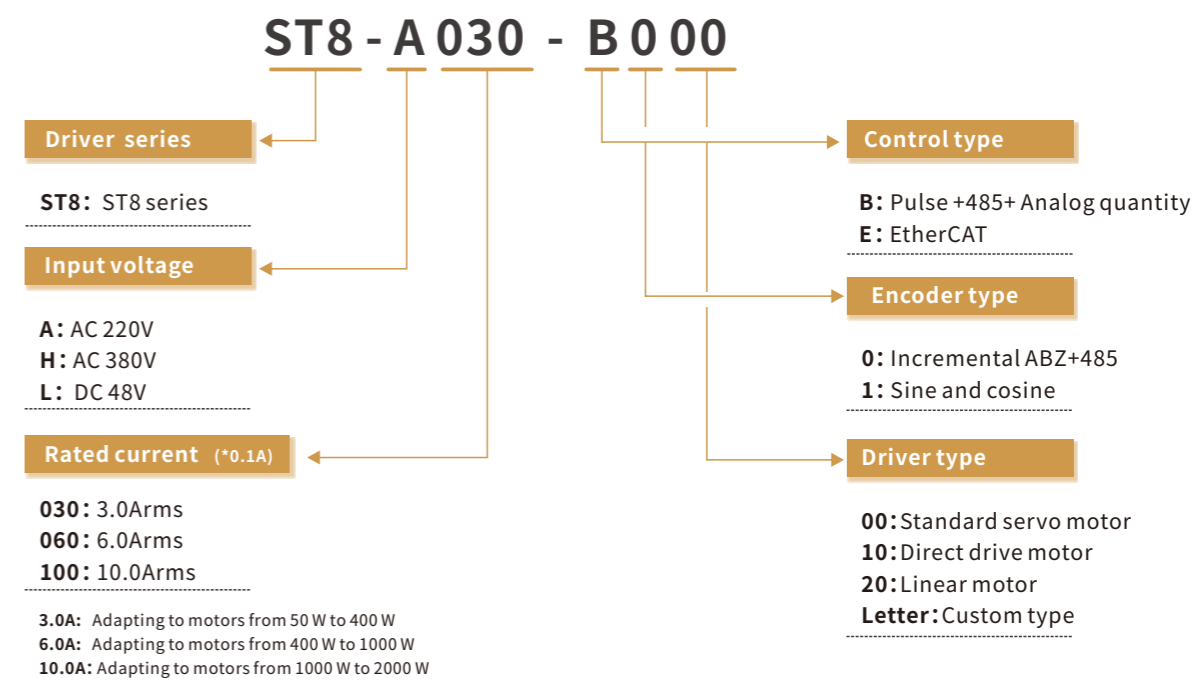 ST8 - A 030 - B 0 00
Driver series
ST8: ST8 series
Input voltage
A: AC 220V
H: AC 380V
L: DC 48V
Rated current (*0.1A)
030: 3.0Arms
060: 6.0Arms
100: 10.0Arms
3.0A: Adapting to motors from 50 W to 400 W
6.0A: Adapting to motors from 400 W to 1000 W
10.0A: Adapting to motors from 1000 W to 2000 W
Control type
B: Pulse +485+ Analog quantity
E: EtherCAT
Encoder type
0: Incremental ABZ+485
1: Sine and cosine
Driver type
00:Standard servo motor
10:Direct drive motor
20:Linear motor
Letter:Custom type